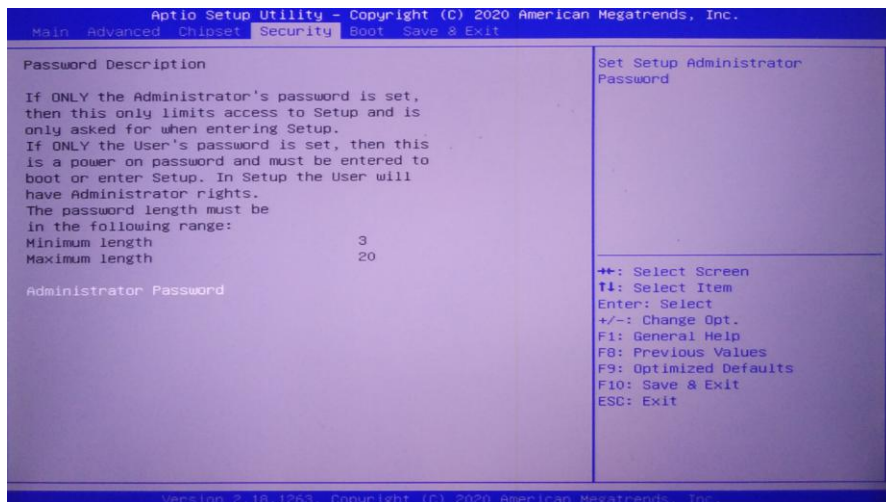 Aptio Setup Utility – Copyright (C) 2020 American Megatrends, Inc.
Main Advanced Chipset Security Boot Save & Exit
Password Description
If ONLY the Administrator's password is set,
then this only limits access to Setup and is
only asked for when entering Setup.
If ONLY the User's password is set, then this
is a power on password and must be entered to
boot or enter Setup. In Setup the User will
have Administrator rights.
The password length must be
in the following range:
Minimum length 3
Maximum length 20
Administrator Password
Set Setup Administrator
Password
→←: Select Screen
↑↓: Select Item
Enter: Select
+/-: Change Opt.
F1: General Help
F8: Previous Values
F9: Optimized Defaults
F10: Save & Exit
ESC: Exit
Version 2.18.1263. Copyright (C) 2020 American Megatrends, Inc.